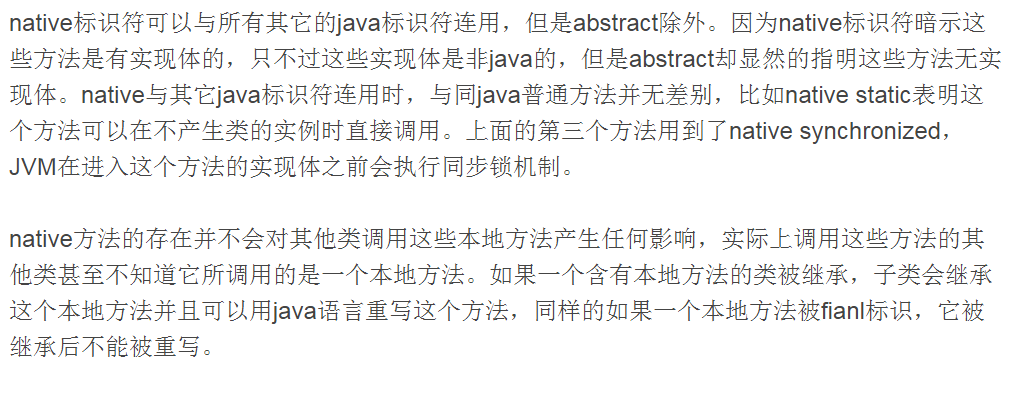 native标识符可以与所有其它的java标识符连用，但是abstract除外。因为native标识符暗示这
些方法是有实现体的，只不过这些实现体是非java的，但是abstract却显然的指明这些方法无实
现体。native与其它java标识符连用时，与同java普通方法并无差别，比如native static表明这
个方法可以在不产生类的实例时直接调用。上面的第三个方法用到了native synchronized，
JVM在进入这个方法的实现体之前会执行同步锁机制。
native方法的存在并不会对其他类调用这些本地方法产生任何影响，实际上调用这些方法的其
他类甚至不知道它所调用的是一个本地方法。如果一个含有本地方法的类被继承，子类会继承
这个本地方法并且可以用java语言重写这个方法，同样的如果一个本地方法被fianl标识，它被
继承后不能被重写。